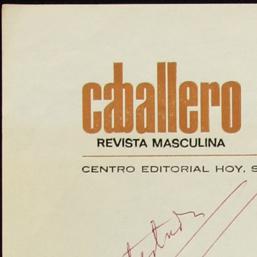 caballero
REVISTA MASCULINA
CENTRO EDITORIAL HOY, S